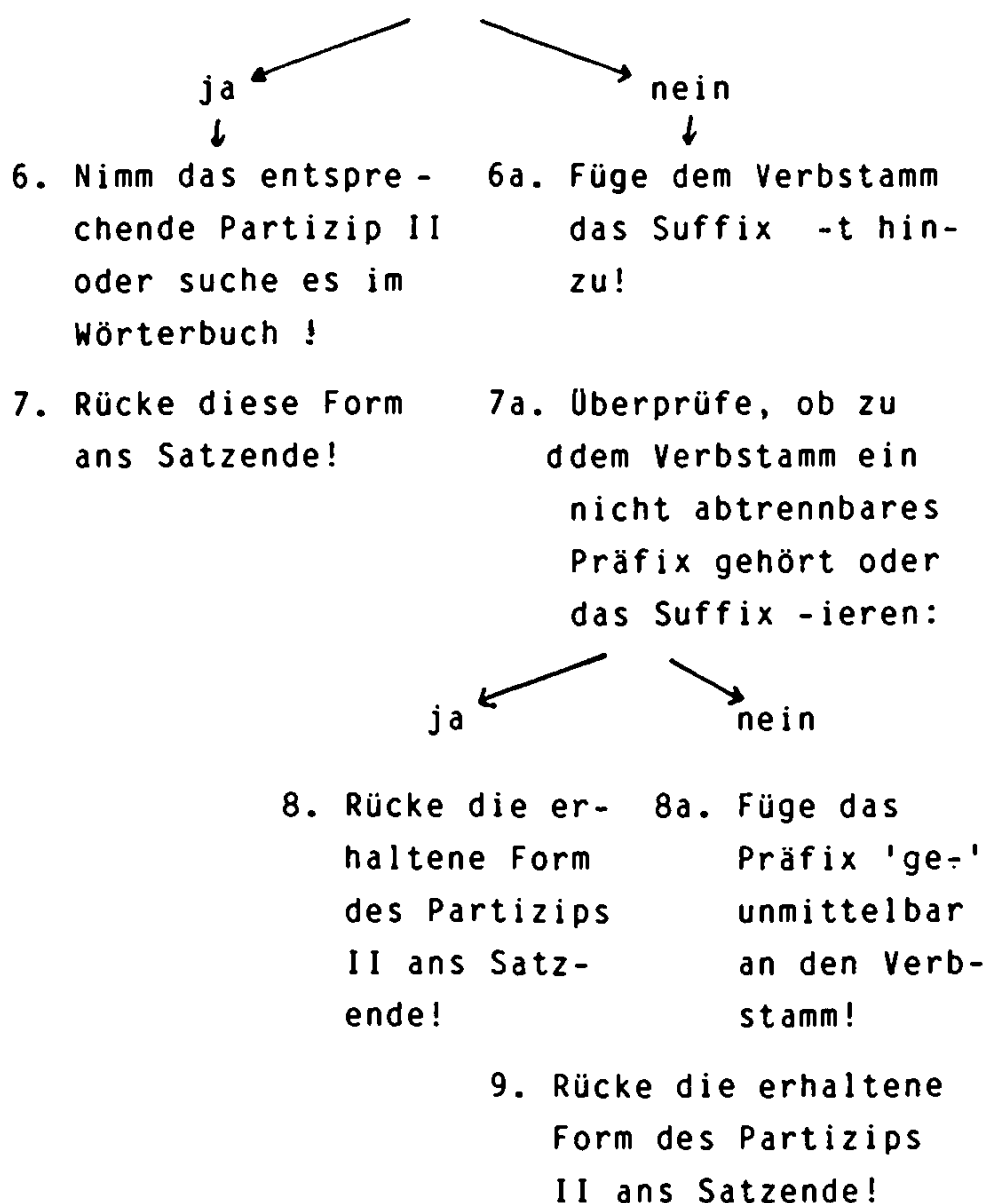 ja
nein
6. Nimm das entspre-
chende Partizip II
oder suche es im
Wörterbuch !
6a. Füge dem Verbstamm
das Suffix -t hin-
zu!
7. Rücke diese Form
ans Satzende!
7a. Überprüfe, ob zu
ddem Verbstamm ein
nicht abtrennbares
Präfix gehört oder
das Suffix -ieren:
ja
nein
8. Rücke die er-
haltene Form
des Partizips
II ans Satz-
ende!
8a. Füge das
Präfix 'ge-'
unmittelbar
an den Verb-
stamm!
9. Rücke die erhaltene
Form des Partizips
II ans Satzende!